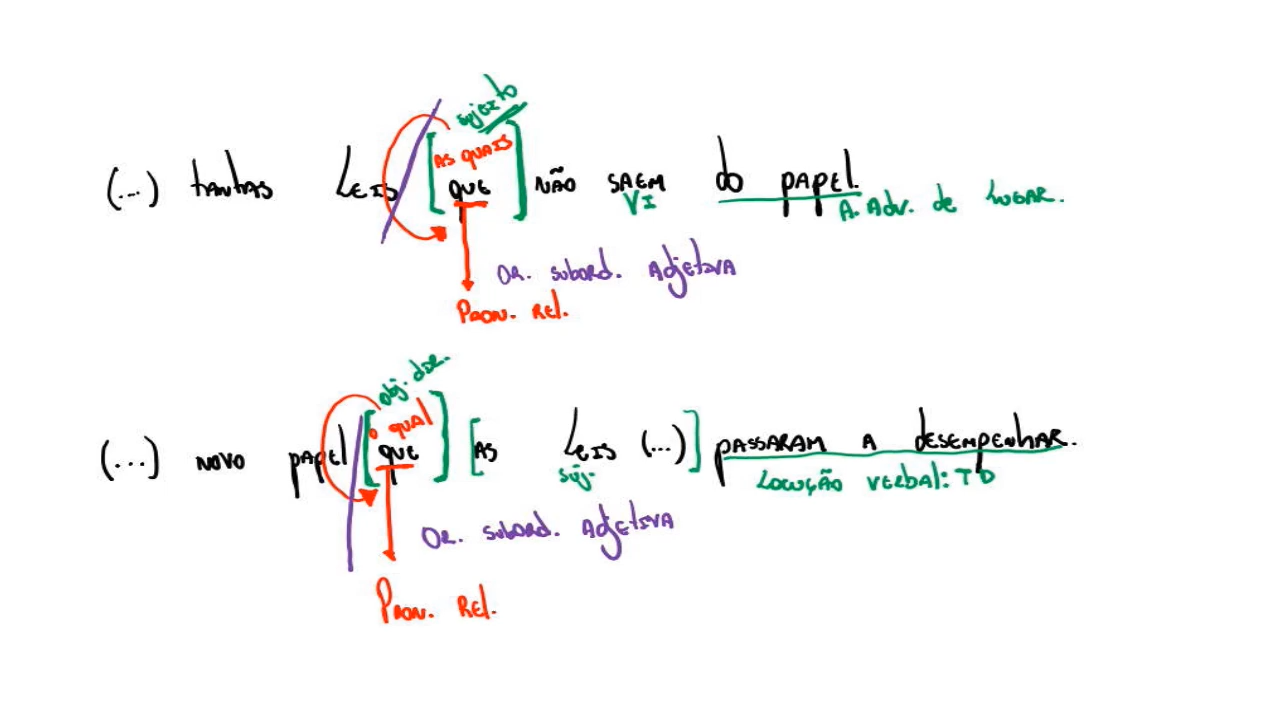 sujeito
AS QUAIS
(...) tantas Leis / [ que ] não saem do papel.
VI A. Adv. de Lugar.
Or. subord. Adjetiva
Pron. Rel.
obj. dir.
o qual
(...) novo papel [ que ] [ as Leis (...) ] passaram a desempenhar.
suj. Locução verbal: TD
Or. subord. Adjetiva
Pron. Rel.